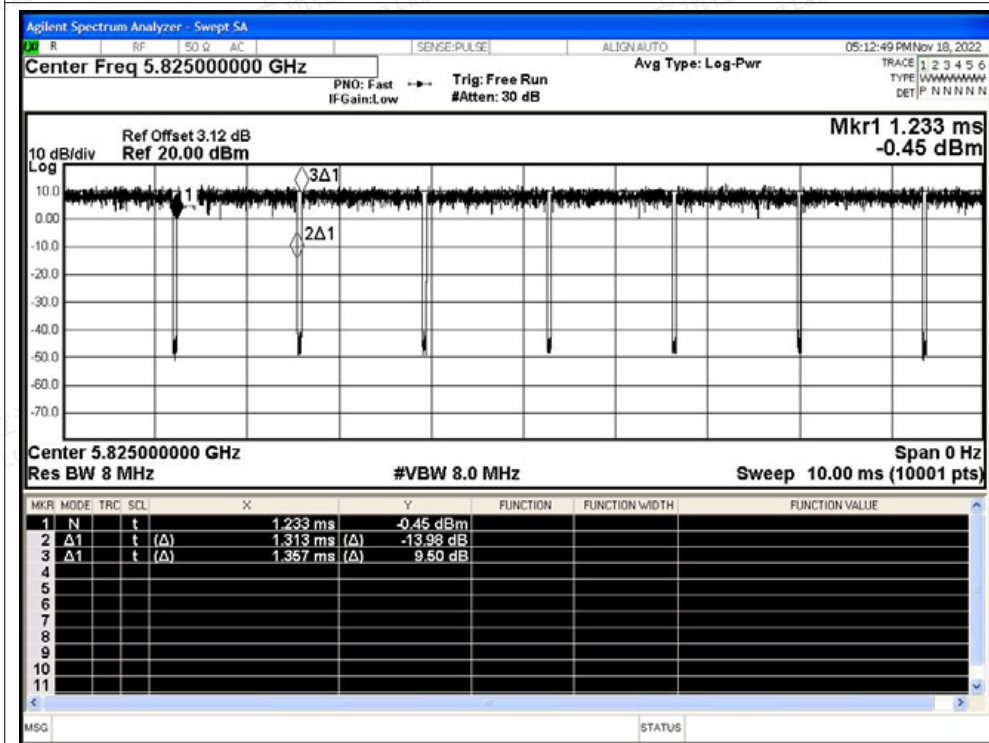 Agilent Spectrum Analyzer - Swept SA
R RF 50 Ω AC SENSE:PULSE ALIGN AUTO 05:12:49 PM Nov 18, 2022
Center Freq 5.825000000 GHz Avg Type: Log-Pwr TRACE 1 2 3 4 5 6
PNO: Fast Trig: Free Run TYPE WWWWWW
IFGain:Low #Atten: 30 dB DET P N N N N N
Mkr1 1.233 ms
Ref Offset 3.12 dB
10 dB/div Ref 20.00 dBm -0.45 dBm
Log
3Δ1
10.0
1
0.00
2Δ1
-10.0
-20.0
-30.0
-40.0
-50.0
-60.0
-70.0
Center 5.825000000 GHz Span 0 Hz
Res BW 8 MHz #VBW 8.0 MHz Sweep 10.00 ms (10001 pts)
MKR MODE TRC SCL X Y FUNCTION FUNCTION WIDTH FUNCTION VALUE
1 N t 1.233 ms -0.45 dBm
2 Δ1 t (Δ) 1.313 ms (Δ) -13.98 dB
3 Δ1 t (Δ) 1.357 ms (Δ) 9.50 dB
4
5
6
7
8
9
10
11
MSG STATUS